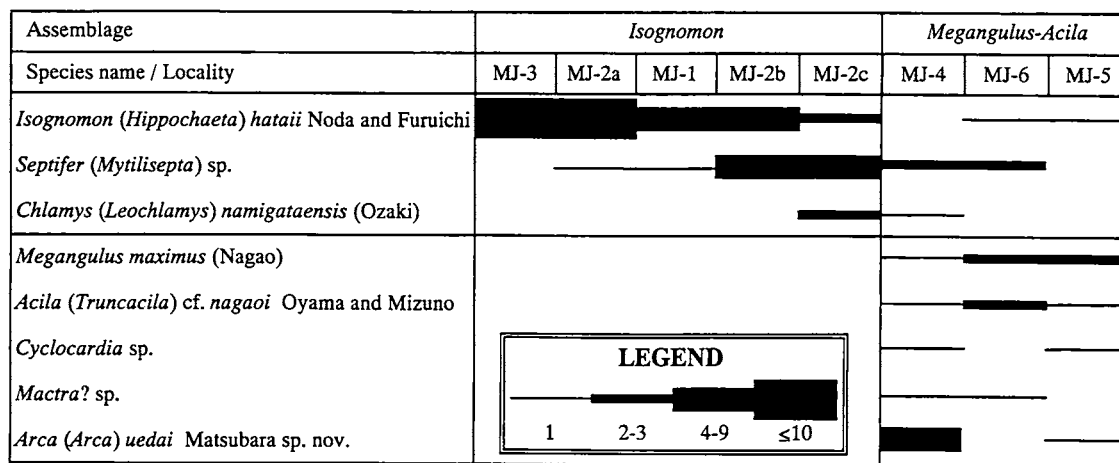 Assemblage Isognomon Megangulus-Acila
Species name / Locality MJ-3 MJ-2a MJ-1 MJ-2b MJ-2c MJ-4 MJ-6 MJ-5
Isognomon (Hippochaeta) hataii Noda and Furuichi
Septifer (Mytilisepta) sp.
Chlamys (Leochlamys) namigataensis (Ozaki)
Megangulus maximus (Nagao)
Acila (Truncacila) cf. nagaoi Oyama and Mizuno
Cyclocardia sp.
Mactra? sp.
Arca (Arca) uedai Matsubara sp. nov.
LEGEND
1 2-3 4-9 ≤10